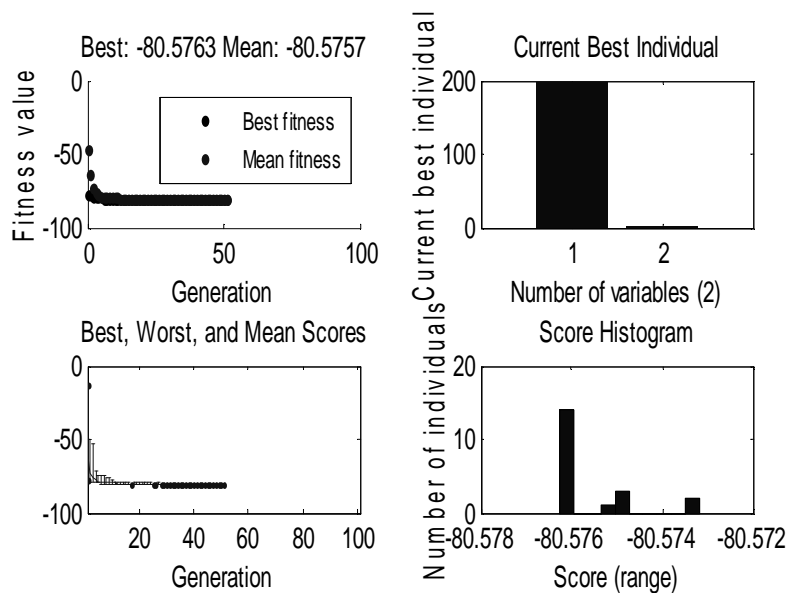 Best: -80.5763 Mean: -80.5757
Fitness value
0
-50
-100
Best fitness
Mean fitness
0
50
100
Generation
Current Best Individual
Current best individual
200
100
0
1
2
Number of variables (2)
Best, Worst, and Mean Scores
0
-50
-100
20
40
60
80
100
Generation
Score Histogram
Number of individuals
20
10
0
-80.578
-80.576
-80.574
-80.572
Score (range)